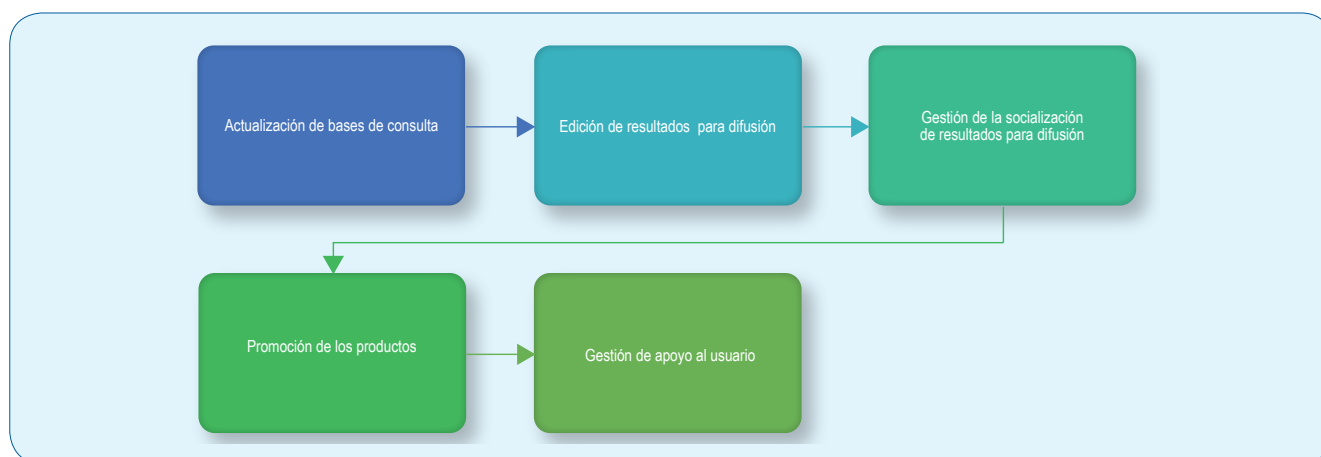 Actualización de bases de consulta
Edición de resultados para difusión
Gestión de la socialización
de resultados para difusión
Promoción de los productos
Gestión de apoyo al usuario